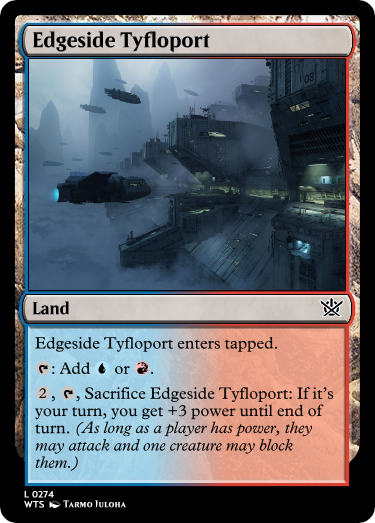 Edgeside Tyfloport
08
Land
Edgeside Tyfloport enters tapped.
: Add or .
2, , Sacrifice Edgeside Tyfloport: If it's
your turn, you get +3 power until end of
turn. (As long as a player has power, they
may attack and one creature may block
them.)
L 0274
WTS Tarmo Juloha